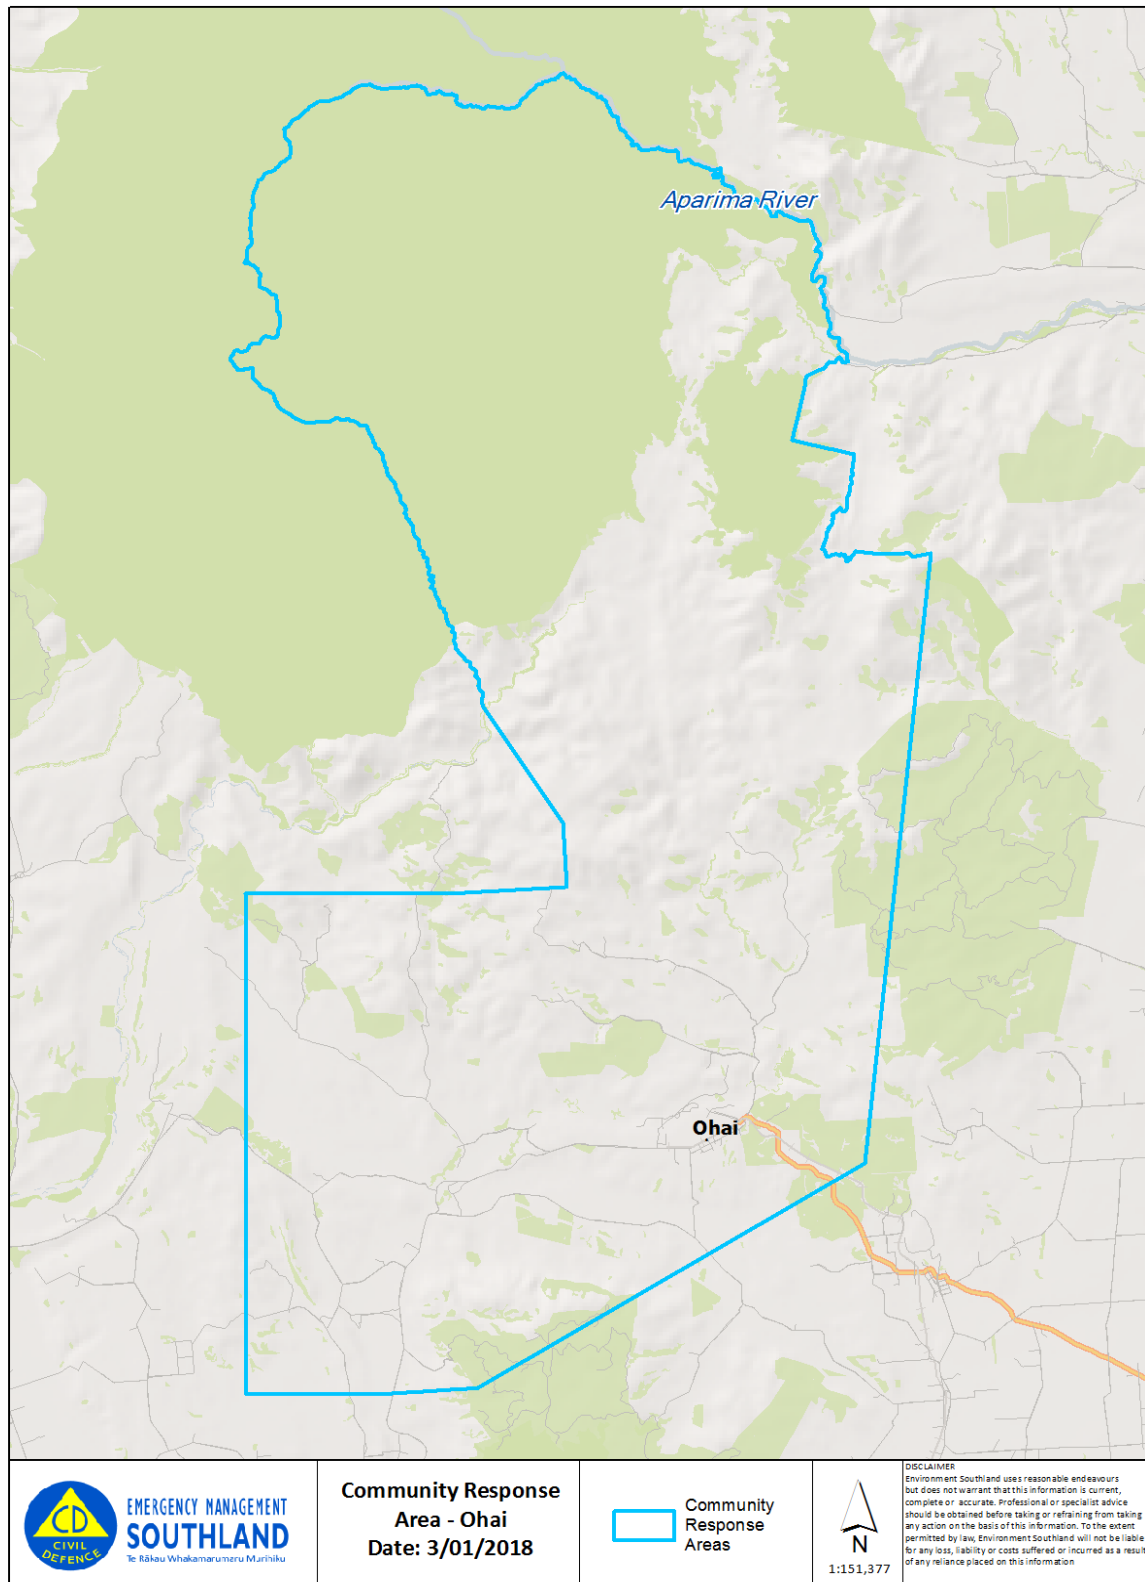 Aparima River
Ohai
CD
CIVIL
DEFENCE
EMERGENCY MANAGEMENT
SOUTHLAND
Te Rākau Whakamarumaru Murihiku
Community Response
Area - Ohai
Date: 3/01/2018
Community
Response
Areas
N
1:151,377
DISCLAIMER
Environment Southland uses reasonable endeavours
but does not warrant that this information is current,
complete or accurate. Professional or specialist advice
should be obtained before taking or refraining from taking
any action on the basis of this information. To the extent
permitted by law, Environment Southland will not be liable
for any loss, liability or costs suffered or incurred as a result
of any reliance placed on this information